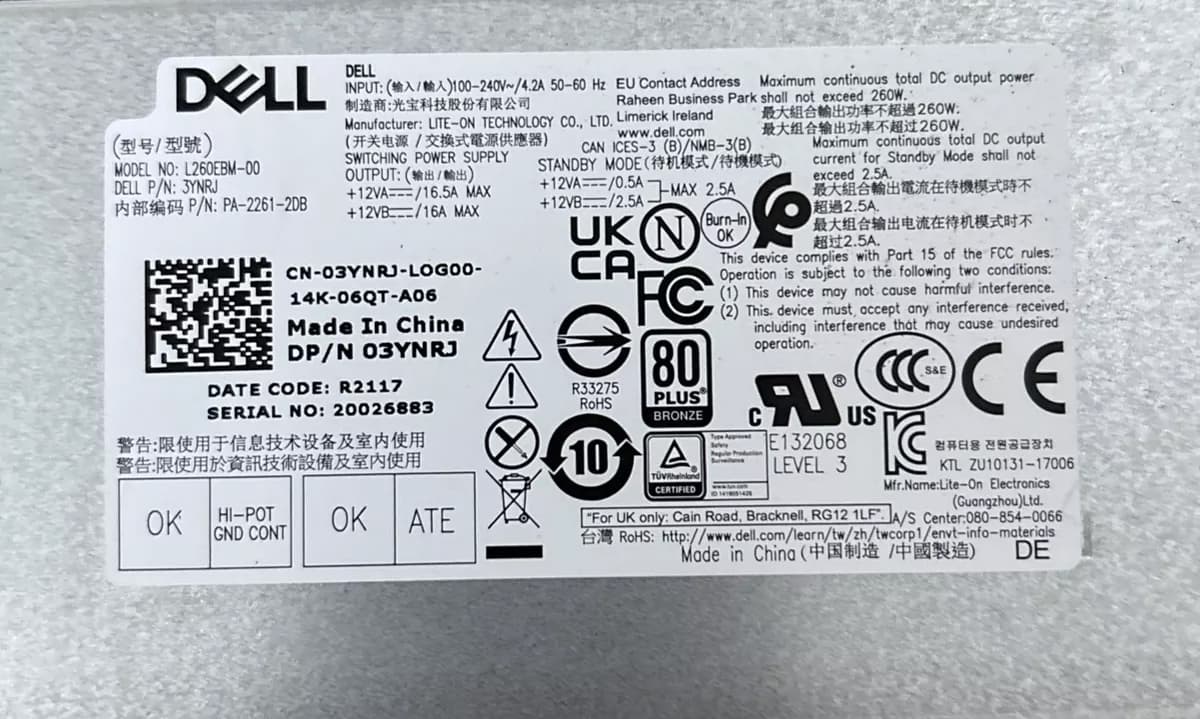 DELL
(型号/型號)
MODEL NO: L260EBM-00
DELL P/N: 3YNRJ
内部编码 P/N: PA-2261-2DB
DELL
INPUT: (输入/輸入)100-240V~/4.2A 50-60 Hz
制造商:光宝科技股份有限公司
Manufacturer: LITE-ON TECHNOLOGY CO., LTD.
(开关电源 / 交換式電源供應器)
SWITCHING POWER SUPPLY
OUTPUT: (输出/輸出)
+12VA⎓/16.5A MAX
+12VB⎓/16A MAX
EU Contact Address
Raheen Business Park
Limerick Ireland
www.dell.com
CAN ICES-3 (B)/NMB-3(B)
STANDBY MODE(待机模式/待機模式)
+12VA⎓/0.5A
+12VB⎓/2.5A
MAX 2.5A
Maximum continuous total DC output power
shall not exceed 260W.
最大組合輸出功率不超過260W.
最大组合输出功率不超过260W.
Maximum continuous total DC output
current for Standby Mode shall not
exceed 2.5A.
最大組合輸出電流在待機模式時不
超過2.5A.
最大组合输出电流在待机模式时不
超过2.5A.
UK
CA
N
Burn-In
OK
FC
This device complies with Part 15 of the FCC rules.
Operation is subject to the following two conditions:
(1) This device may not cause harmful interference.
(2) This. device must accept any interference received,
including interference that may cause undesired
operation.
CN-03YNRJ-LOG00-
14K-06QT-A06
Made In China
DP/N 03YNRJ
DATE CODE: R2117
SERIAL NO: 20026883
R33275
RoHS
80
PLUS®
BRONZE
10
TÜVRheinland
CERTIFIED
Type Approved
Safety
Regular Production
Surveillance
www.tuv.com
ID 1419051426
c RU ® US
E132068
LEVEL 3
CCC S&E
CE
KC
컴퓨터용 전원공급장치
KTL ZU10131-17006
Mfr.Name:Lite-On Electronics
(Guangzhou)Ltd.
A/S Center:080-854-0066
警告:限使用于信息技术设备及室内使用
警告:限使用於資訊技術設備及室內使用
OK
HI-POT
GND CONT
OK
ATE
"For UK only: Cain Road, Bracknell, RG12 1LF".
台灣 RoHS: http://www.dell.com/learn/tw/zh/twcorp1/envt-info-materials
Made in China(中国制造 /中國製造)
DE